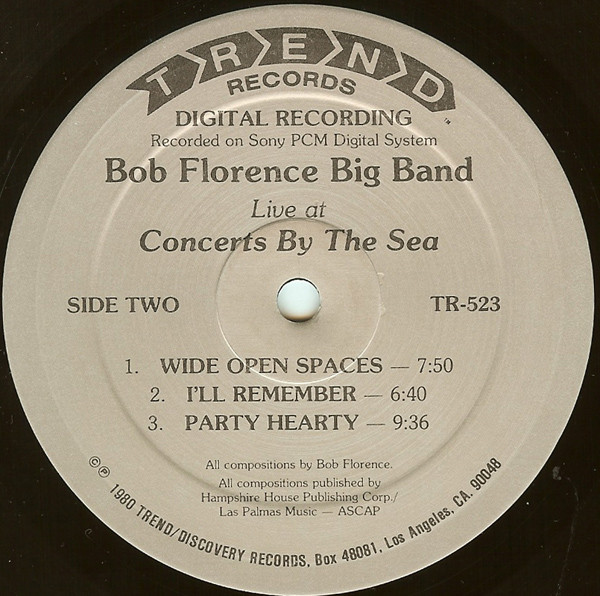 TREND
RECORDS
DIGITAL RECORDING
Recorded on Sony PCM Digital System
Bob Florence Big Band
Live at
Concerts By The Sea
SIDE TWO TR-523
1. WIDE OPEN SPACES — 7:50
2. I'LL REMEMBER — 6:40
3. PARTY HEARTY — 9:36
All compositions by Bob Florence.
All compositions published by
Hampshire House Publishing Corp./
Las Palmas Music — ASCAP
© ℗ 1980 TREND/DISCOVERY RECORDS, Box 48081, Los Angeles, CA. 90048